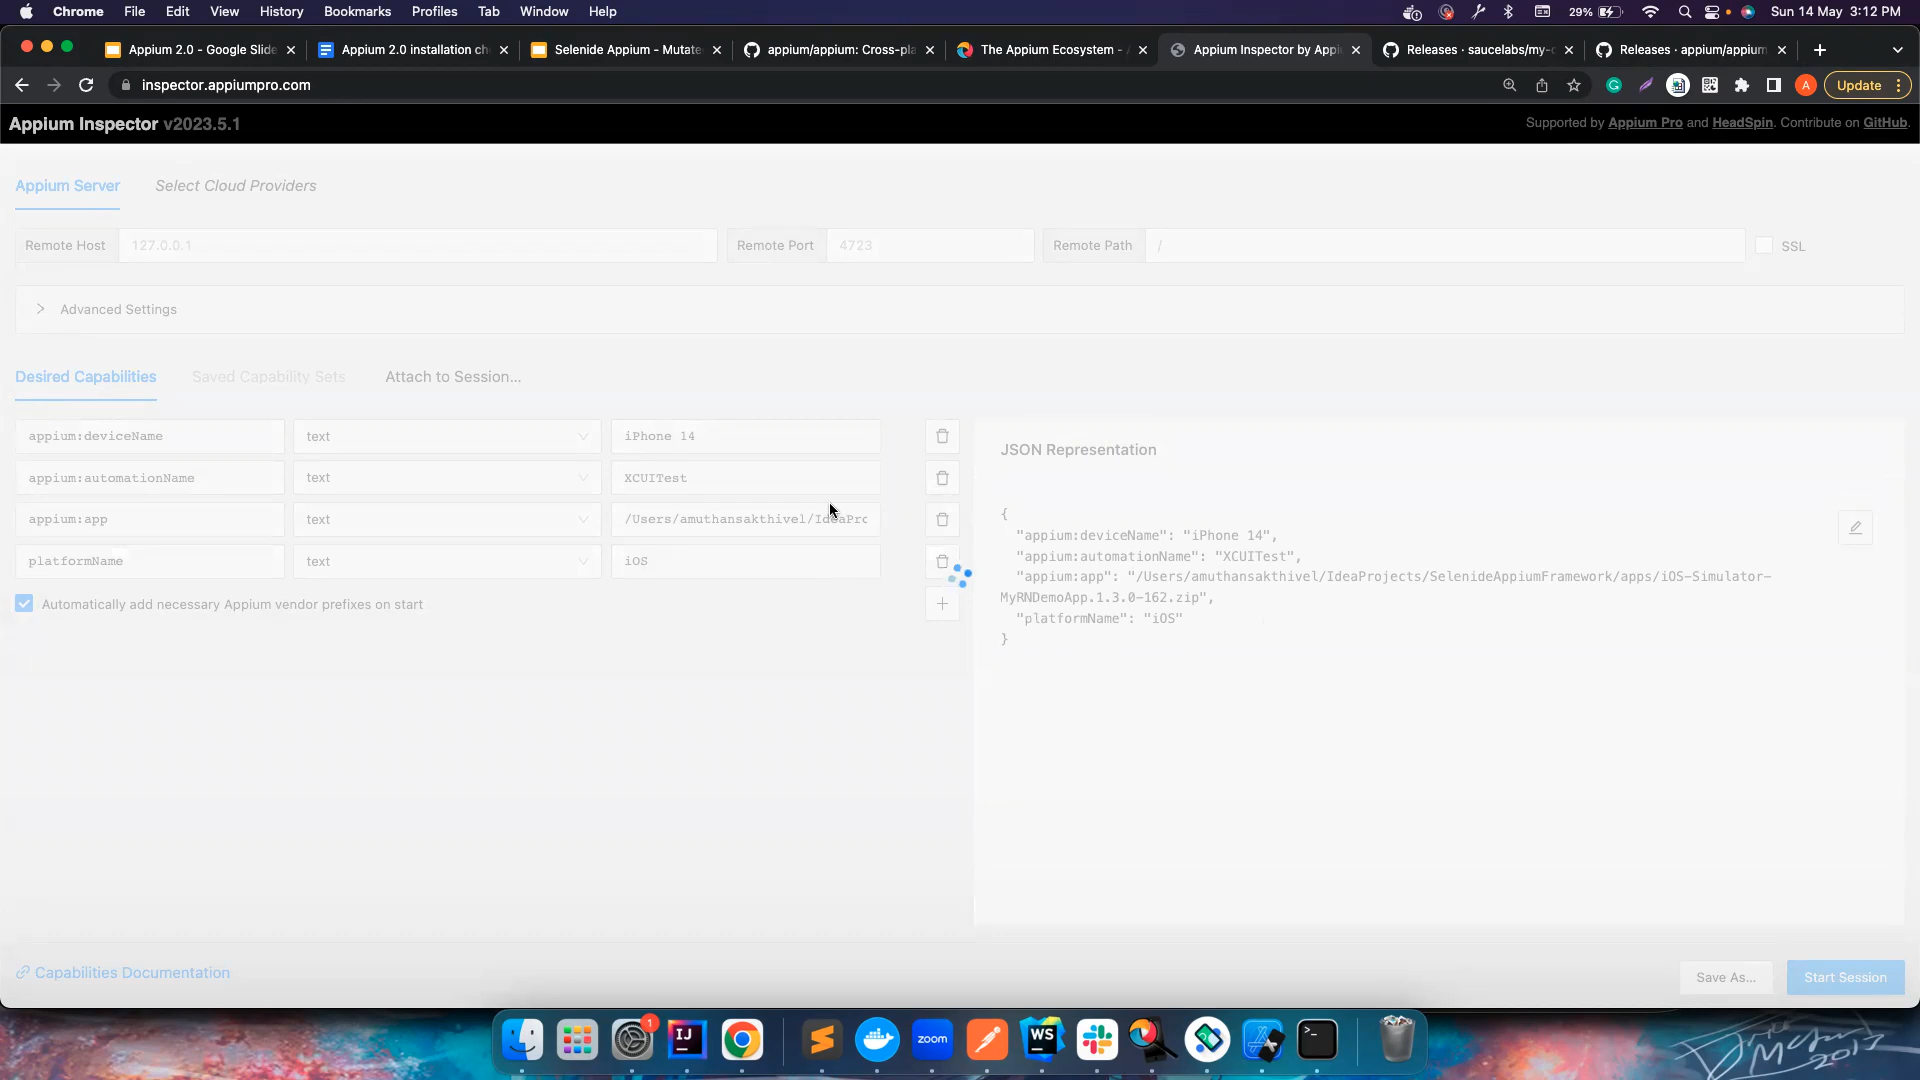 Chrome File Edit View History Bookmarks Profiles Tab Window Help 29% Sun 14 May 3:12 PM
Appium 2.0 - Google Slide Appium 2.0 installation ch Selenide Appium - Mutate appium/appium: Cross-pla The Appium Ecosystem - Appium Inspector by Appi Releases · saucelabs/my- Releases · appium/appium
inspector.appiumpro.com A Update
Appium Inspector v2023.5.1 Supported by Appium Pro and HeadSpin. Contribute on GitHub.
Appium Server Select Cloud Providers
Remote Host 127.0.0.1 Remote Port 4723 Remote Path / SSL
Advanced Settings
Desired Capabilities Saved Capability Sets Attach to Session...
appium:deviceName text iPhone 14
appium:automationName text XCUITest
appium:app text /Users/amuthansakthivel/IdeaPrc
platformName text iOS
Automatically add necessary Appium vendor prefixes on start
JSON Representation
{
"appium:deviceName": "iPhone 14",
"appium:automationName": "XCUITest",
"appium:app": "/Users/amuthansakthivel/IdeaProjects/SelenideAppiumFramework/apps/iOS-Simulator-
MyRNDemoApp.1.3.0-162.zip",
"platformName": "iOS"
}
Capabilities Documentation Save As... Start Session
1 IJ zoom WS >_
2017